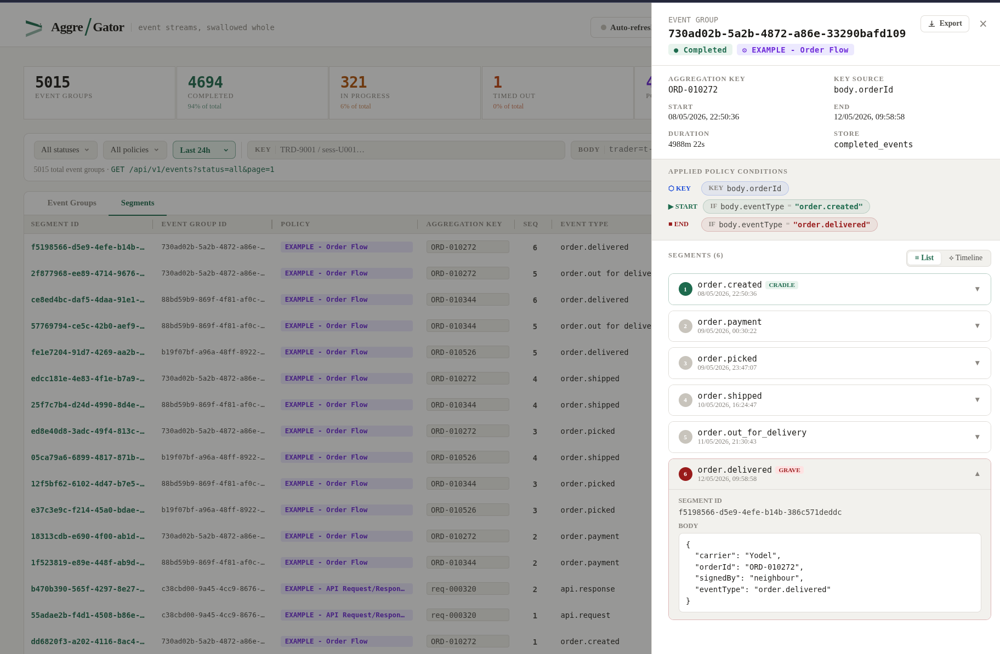 Aggre/Gator
event streams, swallowed whole
5015
EVENT GROUPS
4694
COMPLETED
94% of total
321
IN PROGRESS
6% of total
1
TIMED OUT
0% of total
All statuses
All policies
Last 24h
KEY TRD-9001 / sess-U001…
BODY trader=t-
5015 total event groups · GET /api/v1/events?status=all&page=1
Event Groups Segments
SEGMENT ID EVENT GROUP ID POLICY AGGREGATION KEY SEQ EVENT TYPE
f5198566-d5e9-4efe-b14b-… 730ad02b-5a2b-4872-a86e-… EXAMPLE - Order Flow ORD-010272 6 order.delivered
2f877968-ee89-4714-9676-… 730ad02b-5a2b-4872-a86e-… EXAMPLE - Order Flow ORD-010272 5 order.out for delive
ce8ed4bc-daf5-4daa-91e1-… 88bd59b9-869f-4f81-af0c-… EXAMPLE - Order Flow ORD-010344 6 order.delivered
57769794-ce5c-42b0-aef9-… 88bd59b9-869f-4f81-af0c-… EXAMPLE - Order Flow ORD-010344 5 order.out for delive
fe1e7204-91d7-4269-aa2b-… b19f07bf-a96a-48ff-8922-… EXAMPLE - Order Flow ORD-010526 5 order.delivered
edcc181e-4e83-4f1e-b7a9-… 730ad02b-5a2b-4872-a86e-… EXAMPLE - Order Flow ORD-010272 4 order.shipped
25f7c7b4-d24d-4990-8d4e-… 88bd59b9-869f-4f81-af0c-… EXAMPLE - Order Flow ORD-010344 4 order.shipped
ed8e40d8-3adc-49f4-813c-… 730ad02b-5a2b-4872-a86e-… EXAMPLE - Order Flow ORD-010272 3 order.picked
05ca79a6-6899-4817-871b-… b19f07bf-a96a-48ff-8922-… EXAMPLE - Order Flow ORD-010526 4 order.shipped
12f5bf62-6102-4d47-b7e5-… 88bd59b9-869f-4f81-af0c-… EXAMPLE - Order Flow ORD-010344 3 order.picked
e37c3e9c-f214-45a0-bdae-… b19f07bf-a96a-48ff-8922-… EXAMPLE - Order Flow ORD-010526 3 order.picked
18313cdb-e690-4f00-ab1d-… 730ad02b-5a2b-4872-a86e-… EXAMPLE - Order Flow ORD-010272 2 order.payment
1f523819-e89e-448f-ab9d-… 88bd59b9-869f-4f81-af0c-… EXAMPLE - Order Flow ORD-010344 2 order.payment
b470b390-565f-4297-8e27-… c38cbd00-9a45-4cc9-8676-… EXAMPLE - API Request/Respon… req-000320 2 api.response
55adae2b-f4d1-4508-b86e-… c38cbd00-9a45-4cc9-8676-… EXAMPLE - API Request/Respon… req-000320 1 api.request
dd6820f3-a202-4116-8ac4-… 730ad02b-5a2b-4872-a86e-… EXAMPLE - Order Flow ORD-010272 1 order.created
EVENT GROUP
730ad02b-5a2b-4872-a86e-33290bafd109
Export ✕
● Completed ⚙ EXAMPLE - Order Flow
AGGREGATION KEY
ORD-010272
KEY SOURCE
body.orderId
START
08/05/2026, 22:50:36
END
12/05/2026, 09:58:58
DURATION
4988m 22s
STORE
completed_events
APPLIED POLICY CONDITIONS
⬡ KEY KEY body.orderId
▶ START IF body.eventType = "order.created"
■ END IF body.eventType = "order.delivered"
SEGMENTS (6)
≡ List ⟡ Timeline
1 order.created CRADLE ▼
08/05/2026, 22:50:36
2 order.payment ▼
09/05/2026, 00:30:22
3 order.picked ▼
09/05/2026, 23:47:07
4 order.shipped ▼
10/05/2026, 16:24:47
5 order.out_for_delivery ▼
11/05/2026, 21:30:43
6 order.delivered GRAVE ▲
12/05/2026, 09:58:58
SEGMENT ID
f5198566-d5e9-4efe-b14b-386c571deddc
BODY
{
"carrier": "Yodel",
"orderId": "ORD-010272",
"signedBy": "neighbour",
"eventType": "order.delivered"
}